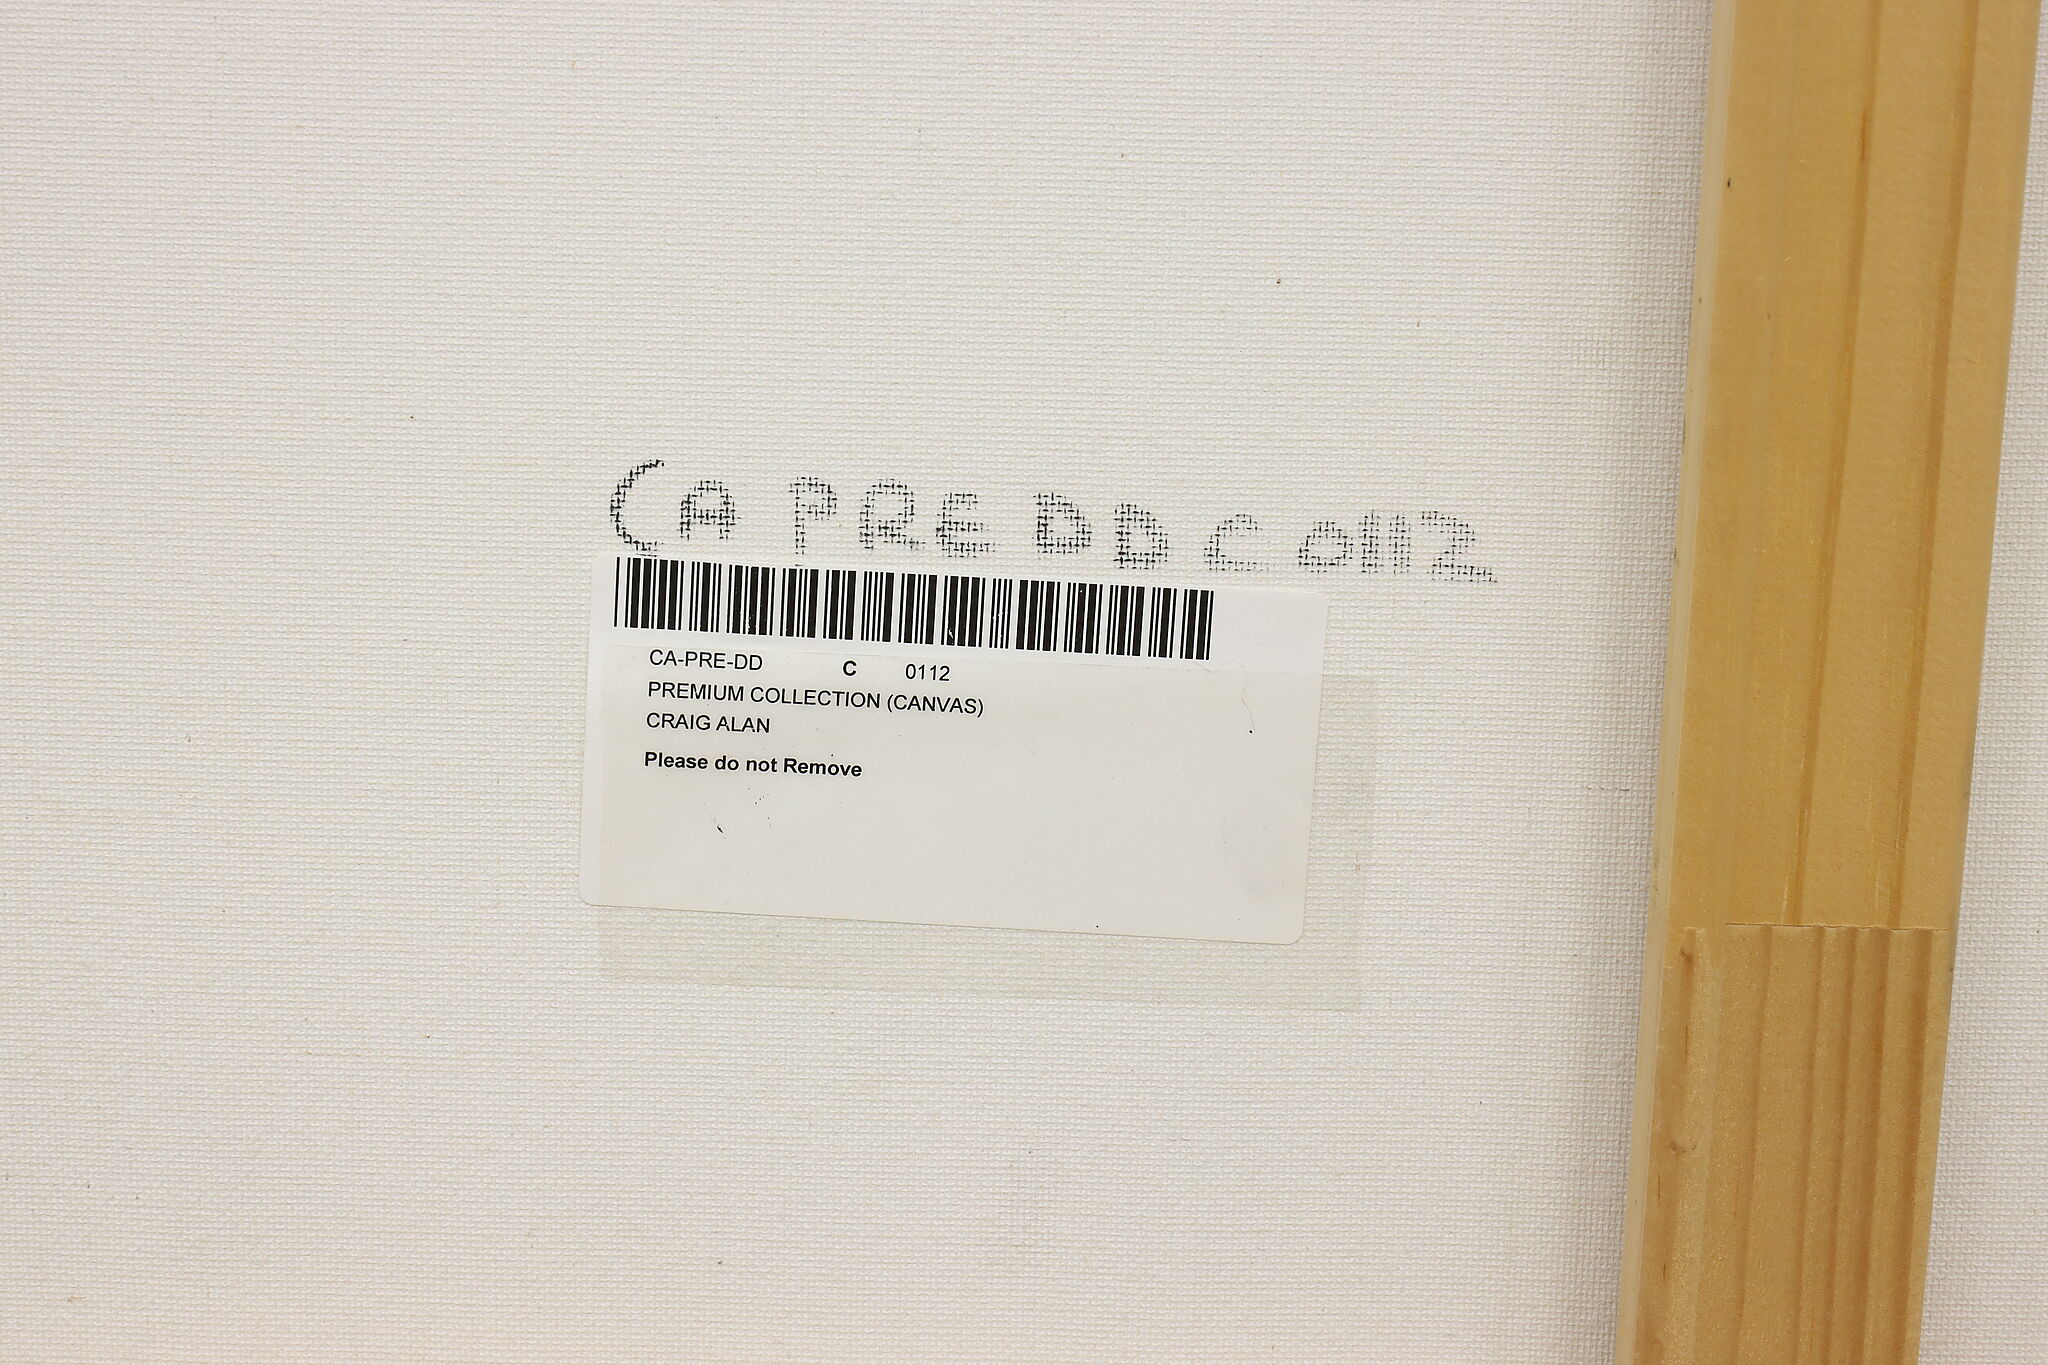 CA PRE DD C 0112
CA-PRE-DD C 0112
PREMIUM COLLECTION (CANVAS)
CRAIG ALAN
Please do not Remove